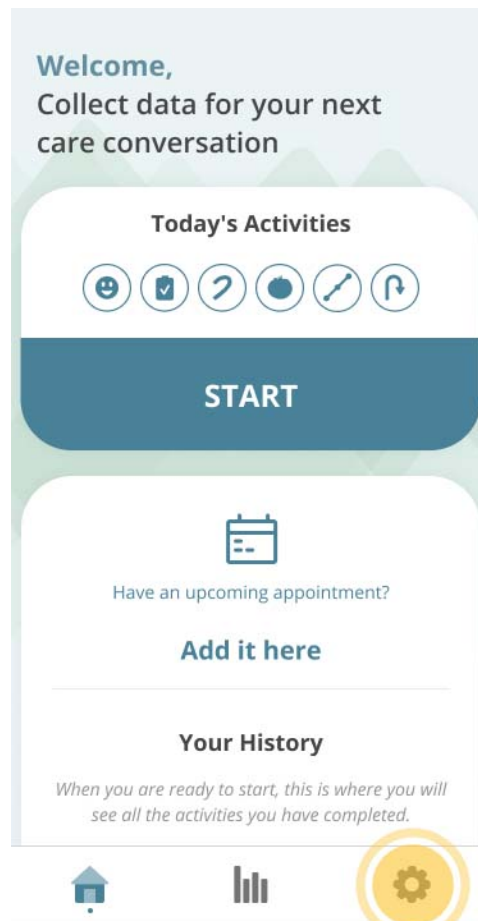 Welcome,
Collect data for your next
care conversation
Today's Activities
START
Have an upcoming appointment?
Add it here
Your History
When you are ready to start, this is where you will
see all the activities you have completed.